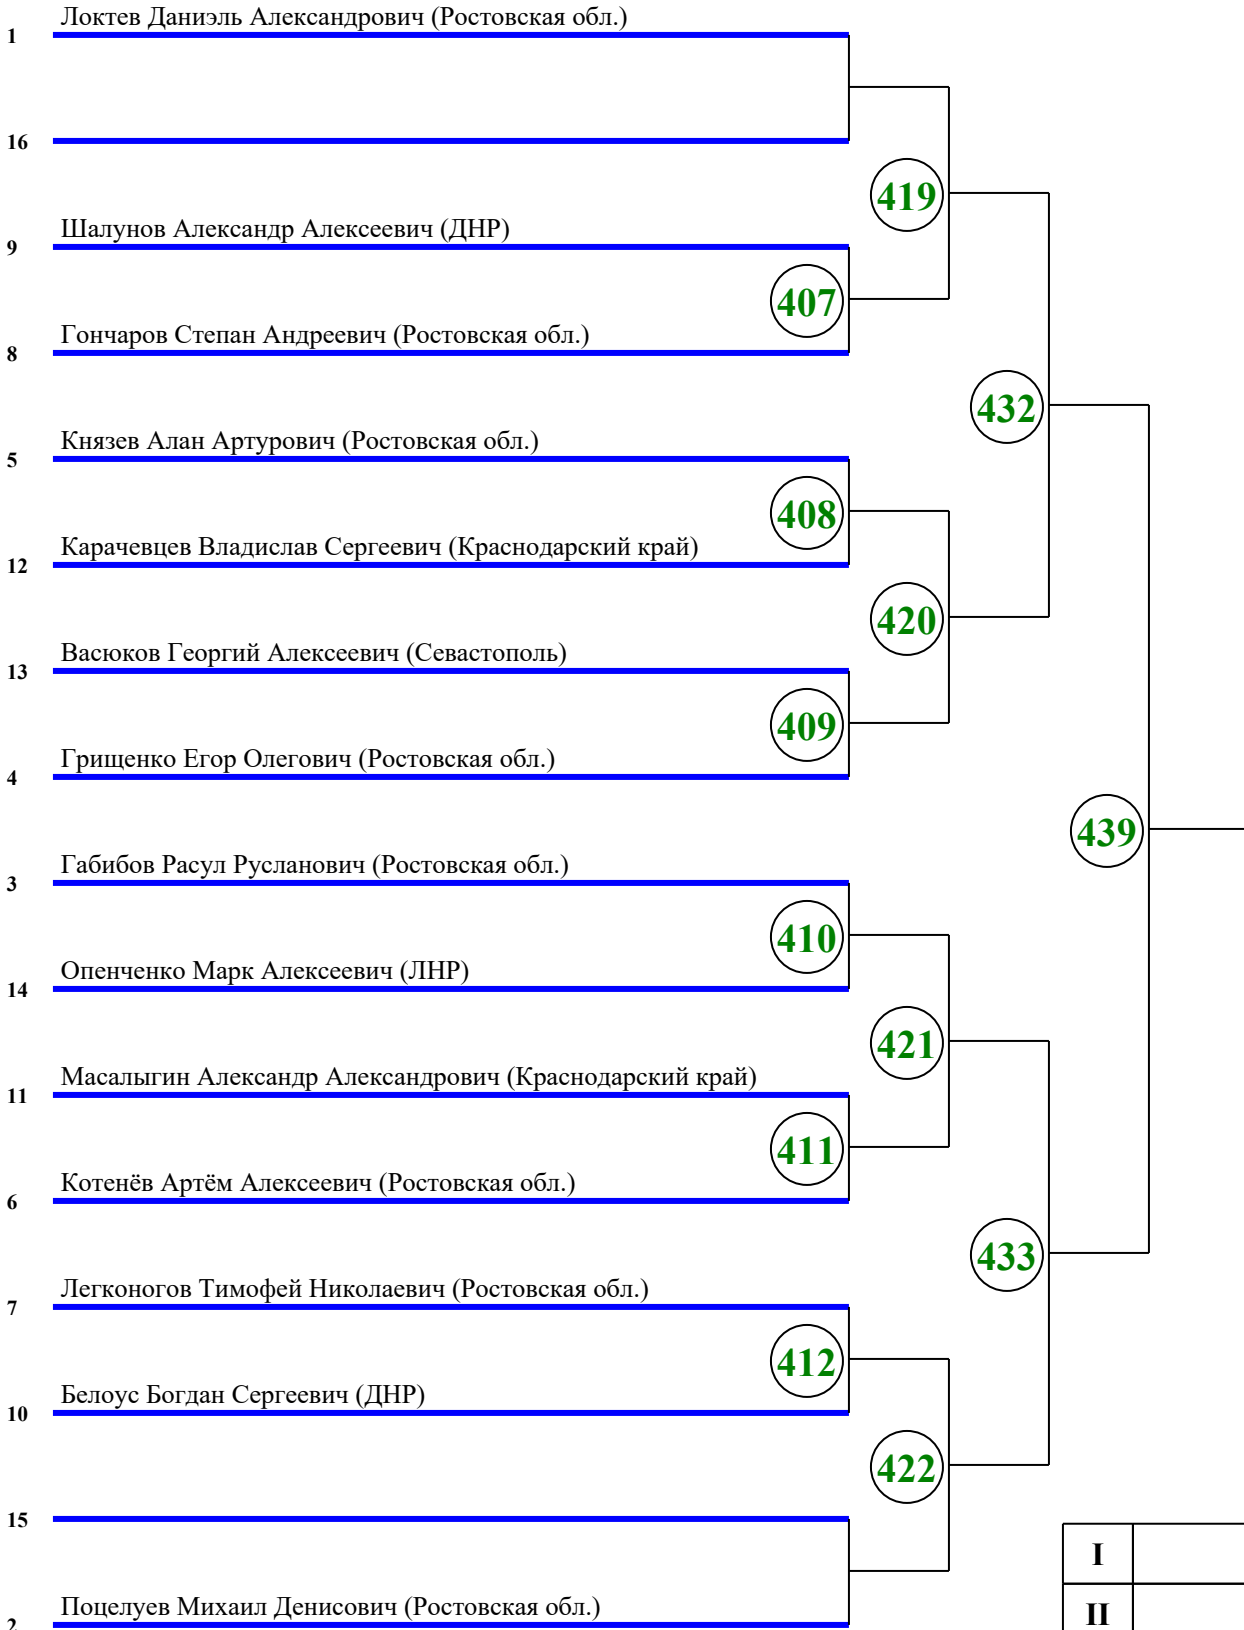 Локтев Даниэль Александрович (Ростовская обл.)
1
16
419
Шалунов Александр Алексеевич (ДНР)
9
407
Гончаров Степан Андреевич (Ростовская обл.)
8
432
Князев Алан Артурович (Ростовская обл.)
5
408
Карачевцев Владислав Сергеевич (Краснодарский край)
12
420
Васюков Георгий Алексеевич (Севастополь)
13
409
Грищенко Егор Олегович (Ростовская обл.)
4
439
Габибов Расул Русланович (Ростовская обл.)
3
410
Опенченко Марк Алексеевич (ЛНР)
14
421
Масалыгин Александр Александрович (Краснодарский край)
11
411
Котенёв Артём Алексеевич (Ростовская обл.)
6
433
Легконогов Тимофей Николаевич (Ростовская обл.)
7
412
Белоус Богдан Сергеевич (ДНР)
10
422
15
I
Поцелуев Михаил Денисович (Ростовская обл.)
2
II